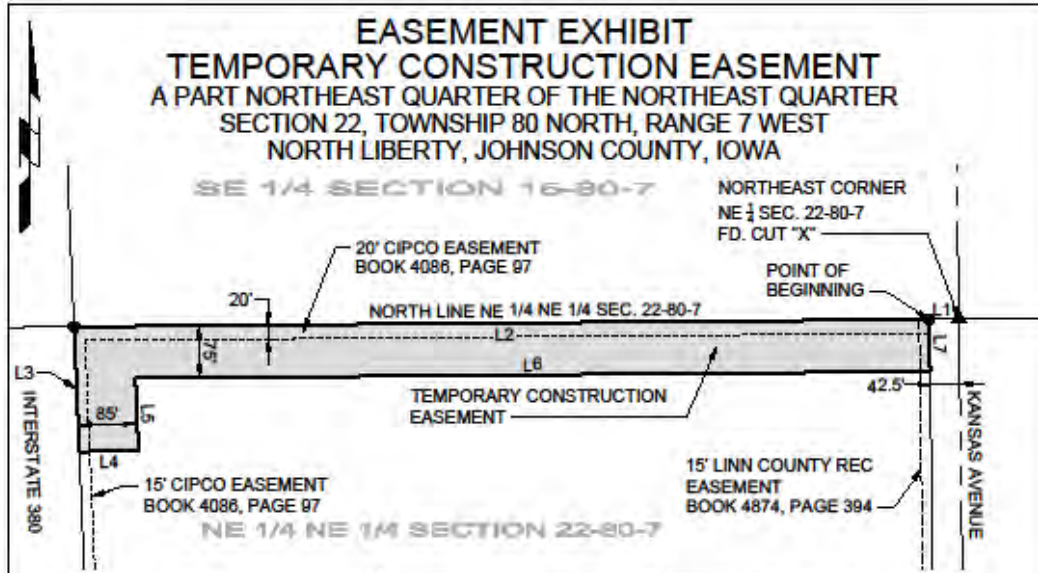 EASEMENT EXHIBIT
TEMPORARY CONSTRUCTION EASEMENT
A PART NORTHEAST QUARTER OF THE NORTHEAST QUARTER
SECTION 22, TOWNSHIP 80 NORTH, RANGE 7 WEST
NORTH LIBERTY, JOHNSON COUNTY, IOWA
SE 1/4 SECTION 15-80-7
NORTHEAST CORNER
NE 1/4 SEC. 22-80-7
FD. CUT "X"
20' CIPCO EASEMENT
BOOK 4086, PAGE 97
POINT OF
BEGINNING
20'
NORTH LINE NE 1/4 NE 1/4 SEC. 22-80-7
L1
L2
75'
L7
L3
L6
42.5'
TEMPORARY CONSTRUCTION
EASEMENT
85'
L5
L4
INTERSTATE 380
KANSAS AVENUE
15' CIPCO EASEMENT
BOOK 4086, PAGE 97
15' LINN COUNTY REC
EASEMENT
BOOK 4874, PAGE 394
NE 1/4 NE 1/4 SECTION 22-80-7